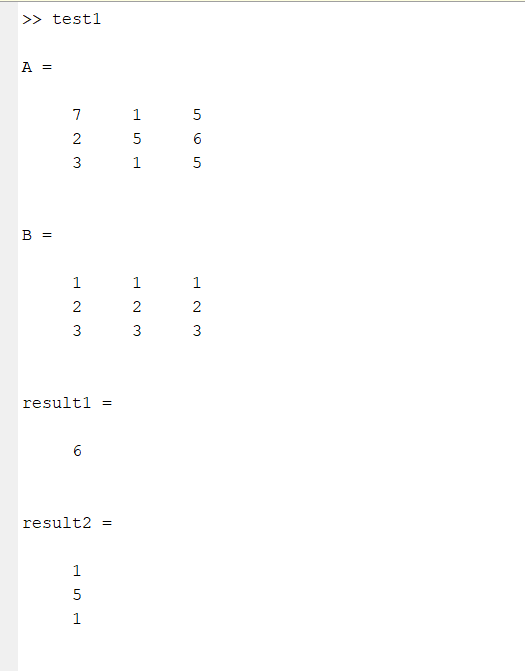 >> test1
A =
7 1 5
2 5 6
3 1 5
B =
1 1 1
2 2 2
3 3 3
result1 =
6
result2 =
1
5
1